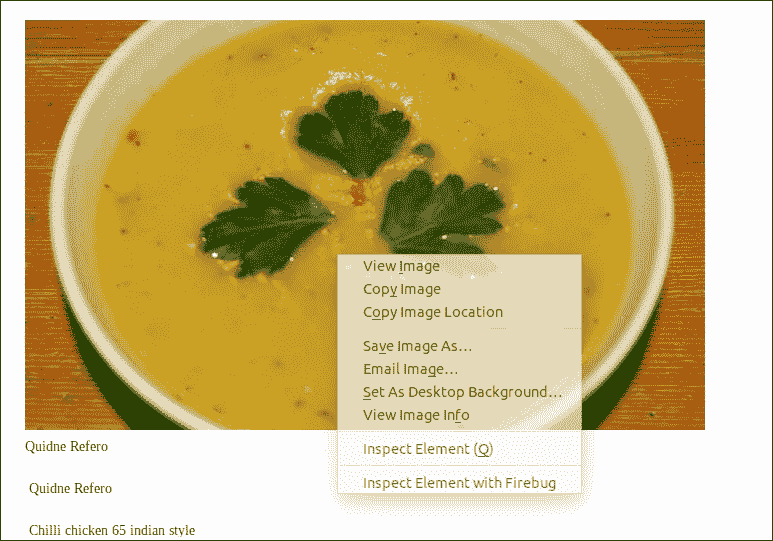 View Image
Copy Image
Copy Image Location
Save Image As...
Email Image...
Set As Desktop Background...
View Image Info
Inspect Element (Q)
Inspect Element with Firebug
Quidne Refero
Quidne Refero
Chilli chicken 65 indian style